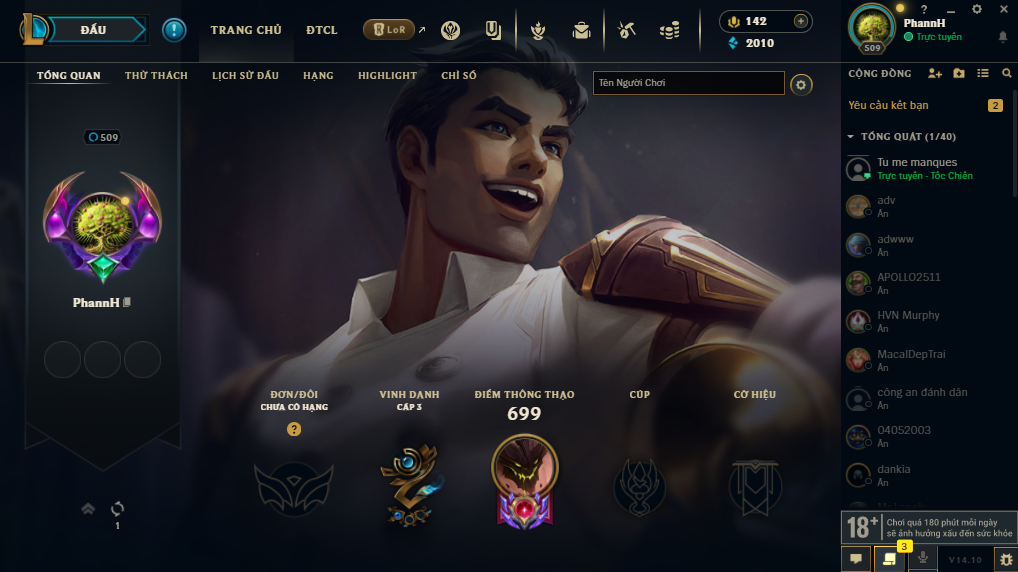 ĐẤU
TRANG CHỦ
ĐTCL
LoR
142
2010
509
PhannH
Trực tuyến
TỔNG QUAN
THỬ THÁCH
LỊCH SỬ ĐẤU
HẠNG
HIGHLIGHT
CHỈ SỐ
Tên Người Chơi
CỘNG ĐỒNG
Yêu cầu kết bạn
2
TỔNG QUÁT (1/40)
Tu me manques
Trực tuyến - Tốc Chiến
adv
Ẩn
adwww
Ẩn
APOLLO2511
Ẩn
HVN Murphy
Ẩn
MacalDepTrai
Ẩn
công an đánh dân
Ẩn
04052003
Ẩn
dankia
Ẩn
509
PhannH
ĐƠN/ĐÔI
CHƯA CÓ HẠNG
?
VINH DANH
CẤP 3
ĐIỂM THÔNG THẠO
699
CÚP
CỜ HIỆU
1
18+
Chơi quá 180 phút mỗi ngày
sẽ ảnh hưởng xấu đến sức khỏe
3
V14.10